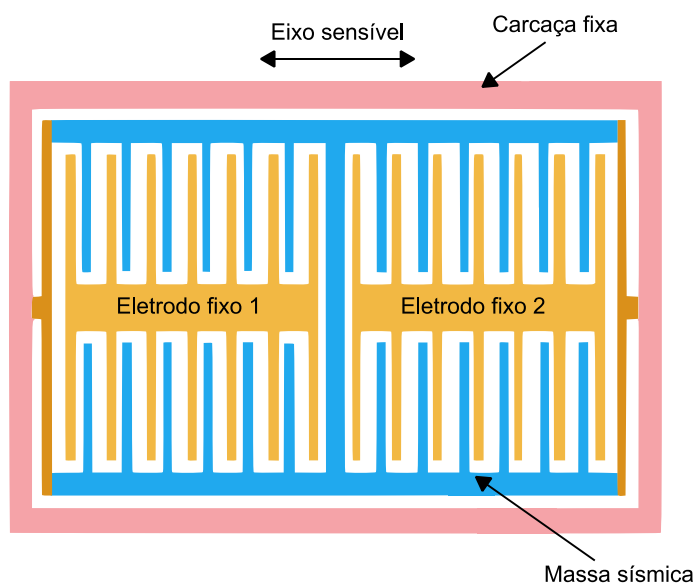 Carcaça fixa
Eixo sensível
Eletrodo fixo 1
Eletrodo fixo 2
Massa sísmica